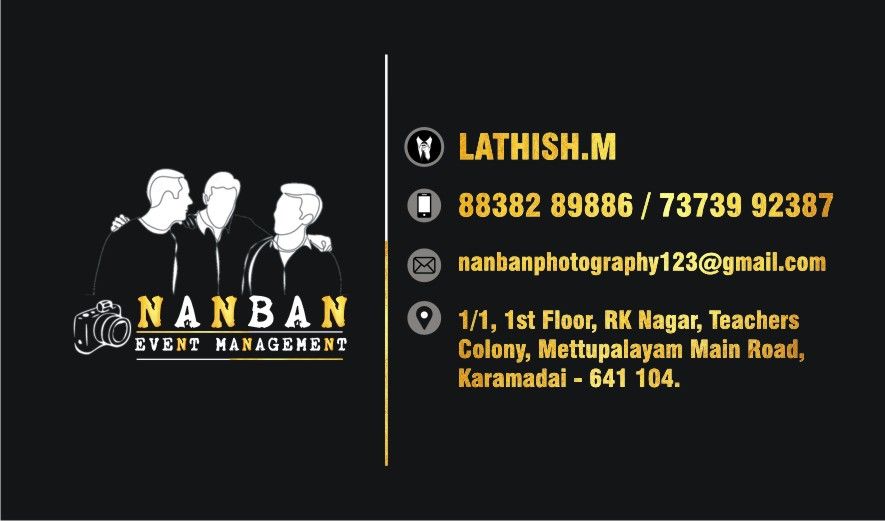 NANBAN
EVENT MANAGEMENT
LATHISH.M
88382 89886 / 73739 92387
nanbanphotography123@gmail.com
1/1, 1st Floor, RK Nagar, Teachers
Colony, Mettupalayam Main Road,
Karamadai - 641 104.